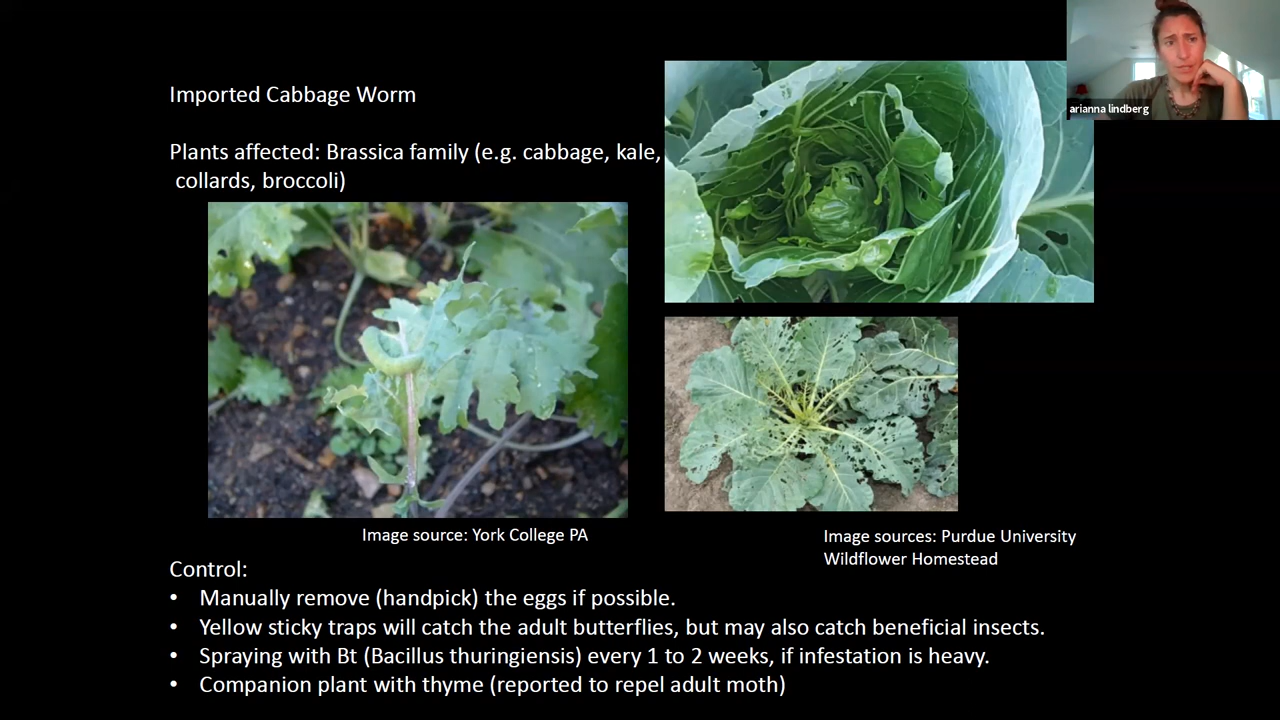 Imported Cabbage Worm
Plants affected: Brassica family (e.g. cabbage, kale,
collards, broccoli)
arianna lindberg
Image source: York College PA
Image sources: Purdue University
Wildflower Homestead
Control:
• Manually remove (handpick) the eggs if possible.
• Yellow sticky traps will catch the adult butterflies, but may also catch beneficial insects.
• Spraying with Bt (Bacillus thuringiensis) every 1 to 2 weeks, if infestation is heavy.
• Companion plant with thyme (reported to repel adult moth)